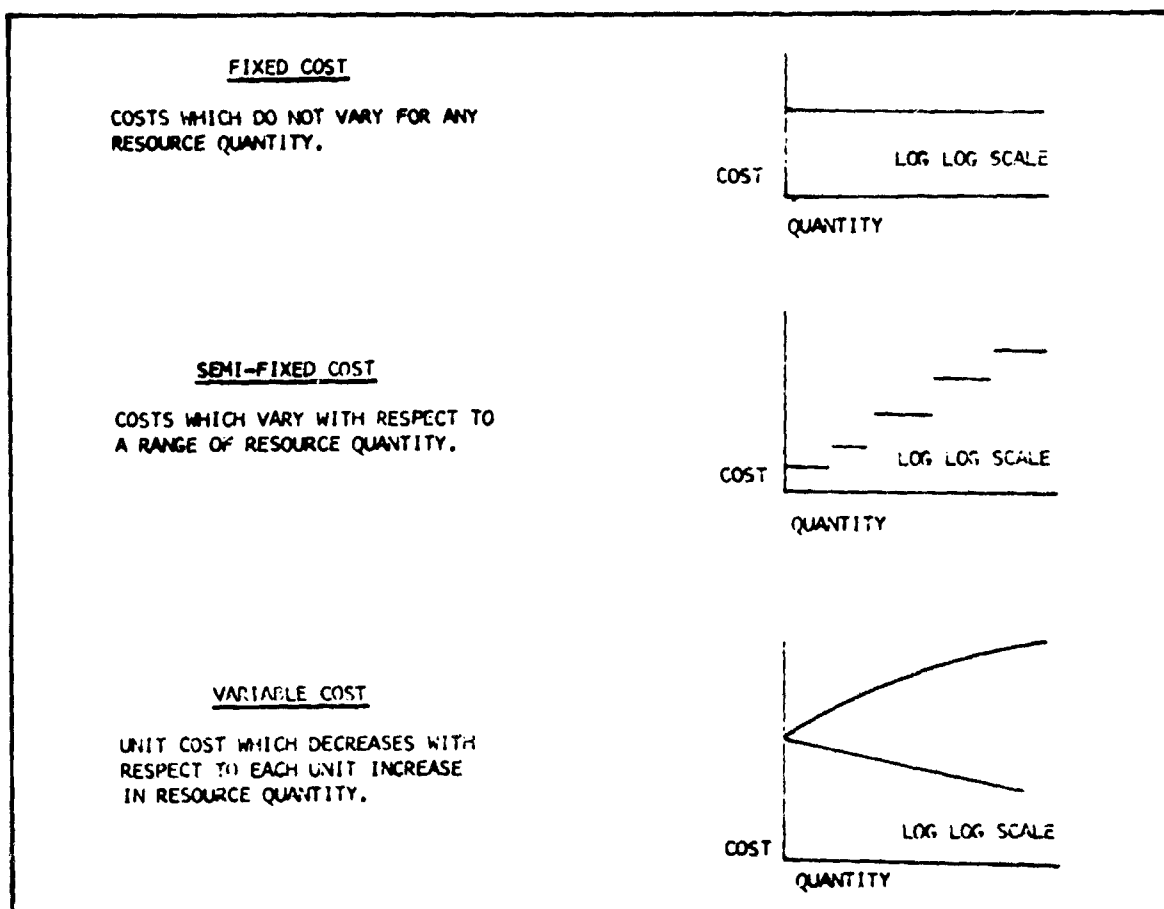 FIXED COST
COSTS WHICH DO NOT VARY FOR ANY
RESOURCE QUANTITY.
COST
LOG LOG SCALE
QUANTITY
SEMI-FIXED COST
COSTS WHICH VARY WITH RESPECT TO
A RANGE OF RESOURCE QUANTITY.
COST
LOG LOG SCALE
QUANTITY
VARIABLE COST
UNIT COST WHICH DECREASES WITH
RESPECT TO EACH UNIT INCREASE
IN RESOURCE QUANTITY.
COST
LOG LOG SCALE
QUANTITY